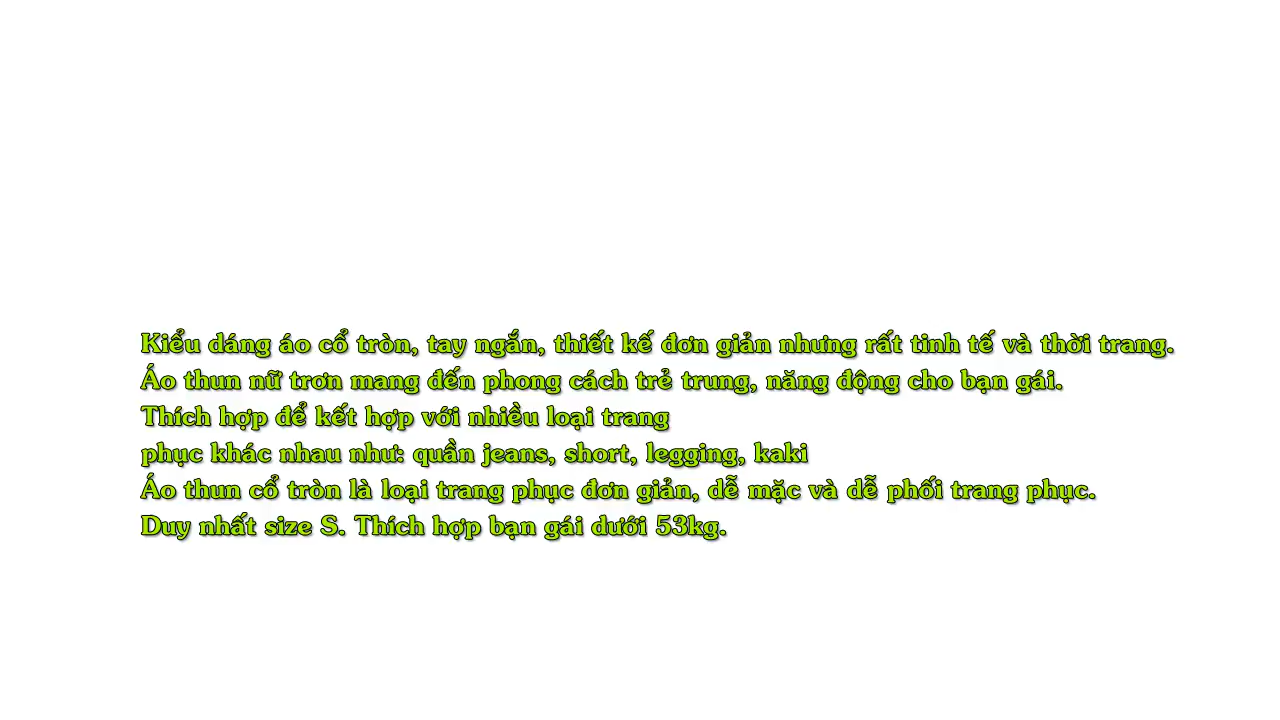 Kiểu dáng áo cổ tròn, tay ngắn, thiết kế đơn giản nhưng rất tinh tế và thời trang.
Áo thun nữ trơn mang đến phong cách trẻ trung, năng động cho bạn gái.
Thích hợp để kết hợp với nhiều loại trang
phục khác nhau như: quần jeans, short, legging, kaki
Áo thun cổ tròn là loại trang phục đơn giản, dễ mặc và dễ phối trang phục.
Duy nhất size S. Thích hợp bạn gái dưới 53kg.